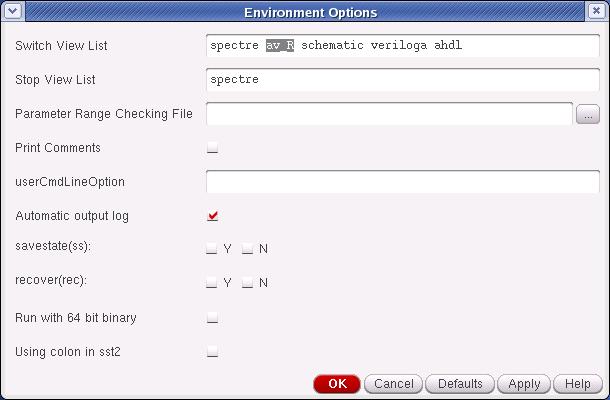 Environment Options
Switch View List spectre av R schematic veriloga ahdl
Stop View List spectre
Parameter Range Checking File ...
Print Comments
userCmdLineOption
Automatic output log
savestate(ss): Y N
recover(rec): Y N
Run with 64 bit binary
Using colon in sst2
OK Cancel Defaults Apply Help